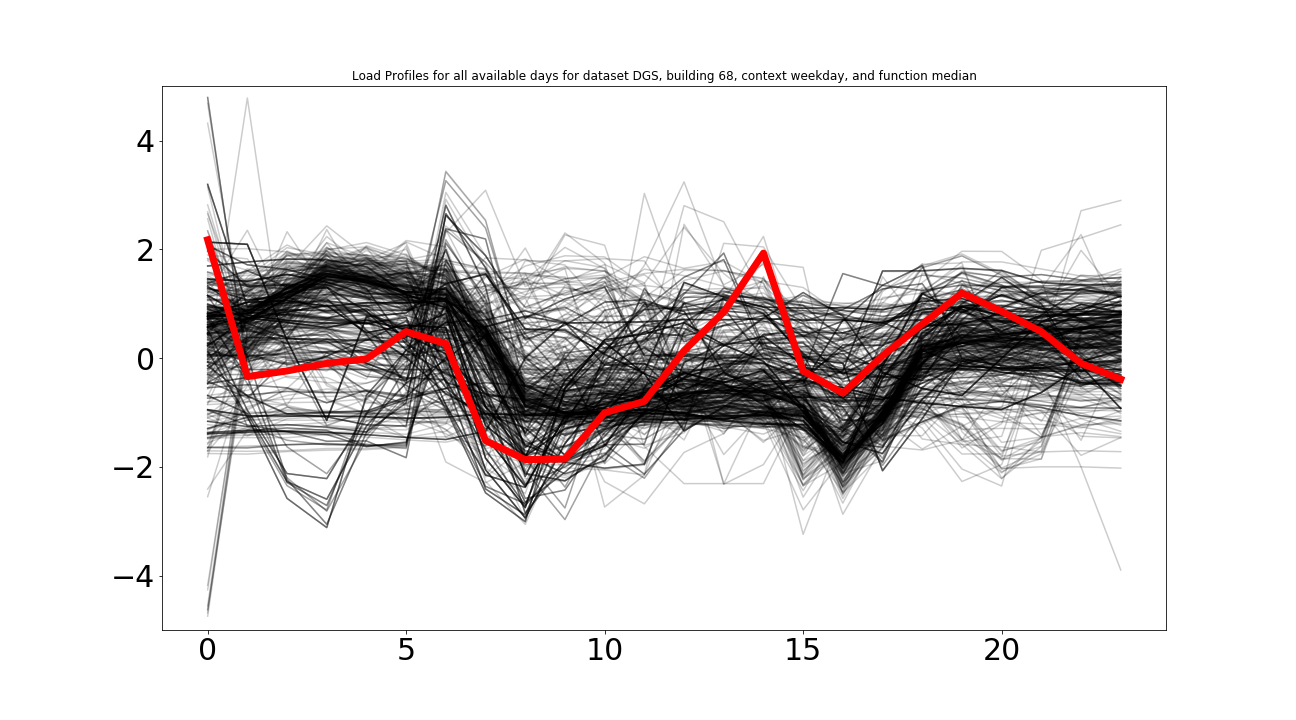 Load Profiles for all available days for dataset DGS, building 68, context weekday, and function median
4
2
0
−2
−4
0 5 10 15 20